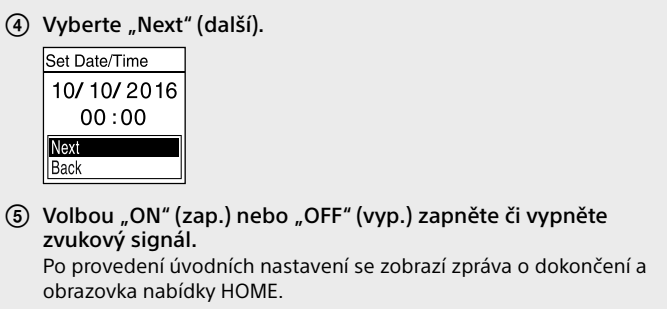 ④ Vyberte „Next“ (další).
Set Date/Time
10/ 10/ 2016
00 : 00
Next
Back
⑤ Volbou „ON“ (zap.) nebo „OFF“ (vyp.) zapněte či vypněte
zvukový signál.
Po provedení úvodních nastavení se zobrazí zpráva o dokončení a
obrazovka nabídky HOME.